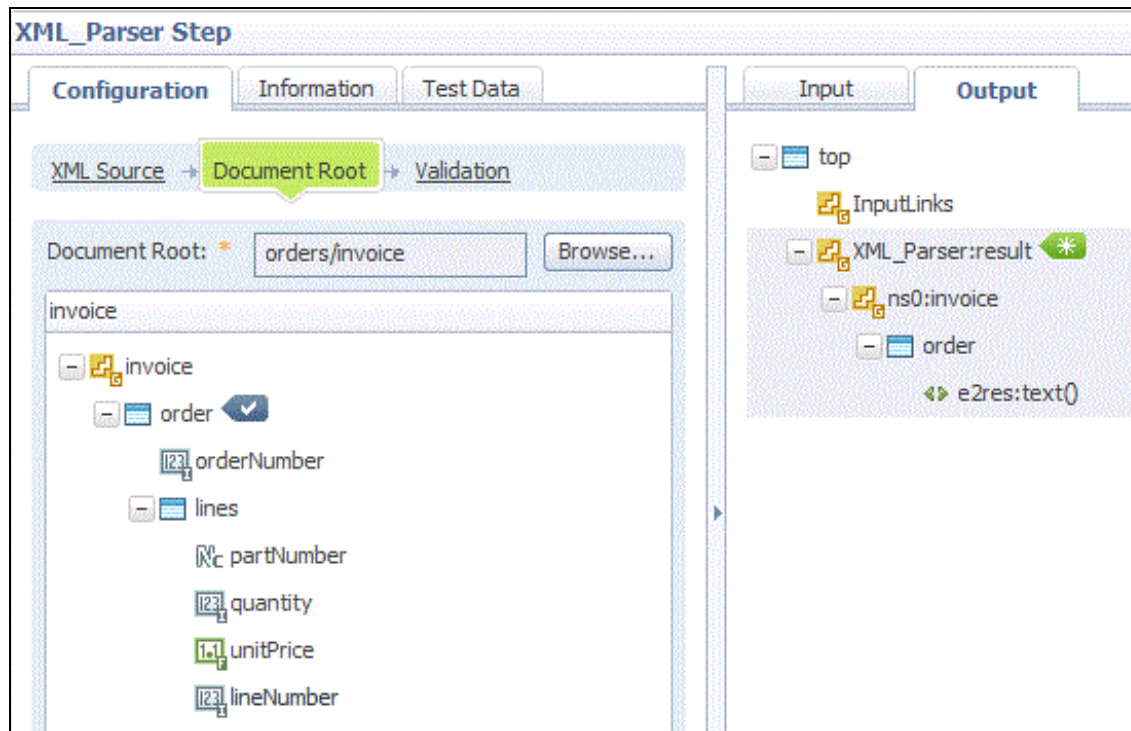 XML_Parser Step
Configuration
Information
Test Data
XML Source
Document Root
Validation
Document Root: *
orders/invoice
Browse...
invoice
invoice
order
orderNumber
lines
partNumber
quantity
unitPrice
lineNumber
Input
Output
top
InputLinks
XML_Parser:result
ns0:invoice
order
e2res:text()